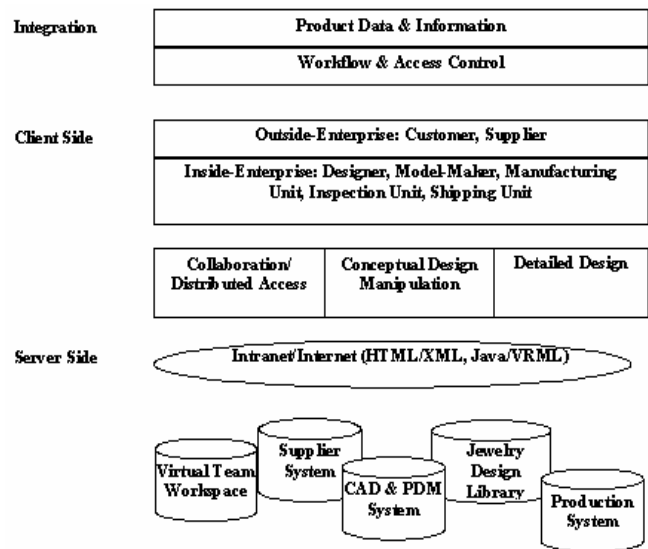 Integration
Product Data & Information
Workflow & Access Control
Client Side
Outside-Enterprise: Customer, Supplier
Inside-Enterprise: Designer, Model-Maker, Manufacturing
Unit, Inspection Unit, Shipping Unit
Collaboration/
Distributed Access
Conceptual Design
Manipulation
Detailed Design
Server Side
Intranet/Internet (HTML/XML, Java/VRML)
Virtual Team
Workspace
Supplier
System
CAD & PDM
System
Jewelry
Design
Library
Production
System